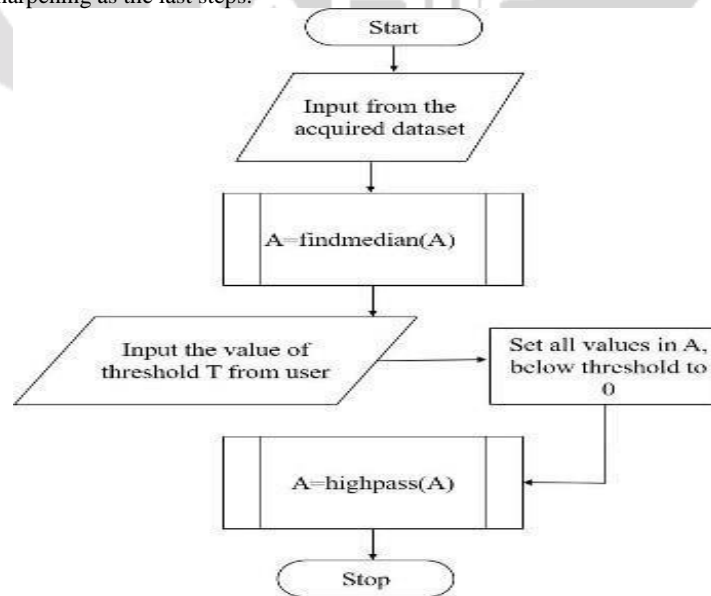 harpening as the last steps.
Start
Input from the
acquired dataset
A=findmedian(A)
Input the value of
threshold T from user
Set all values in A,
below threshold to
0
A=highpass(A)
Stop